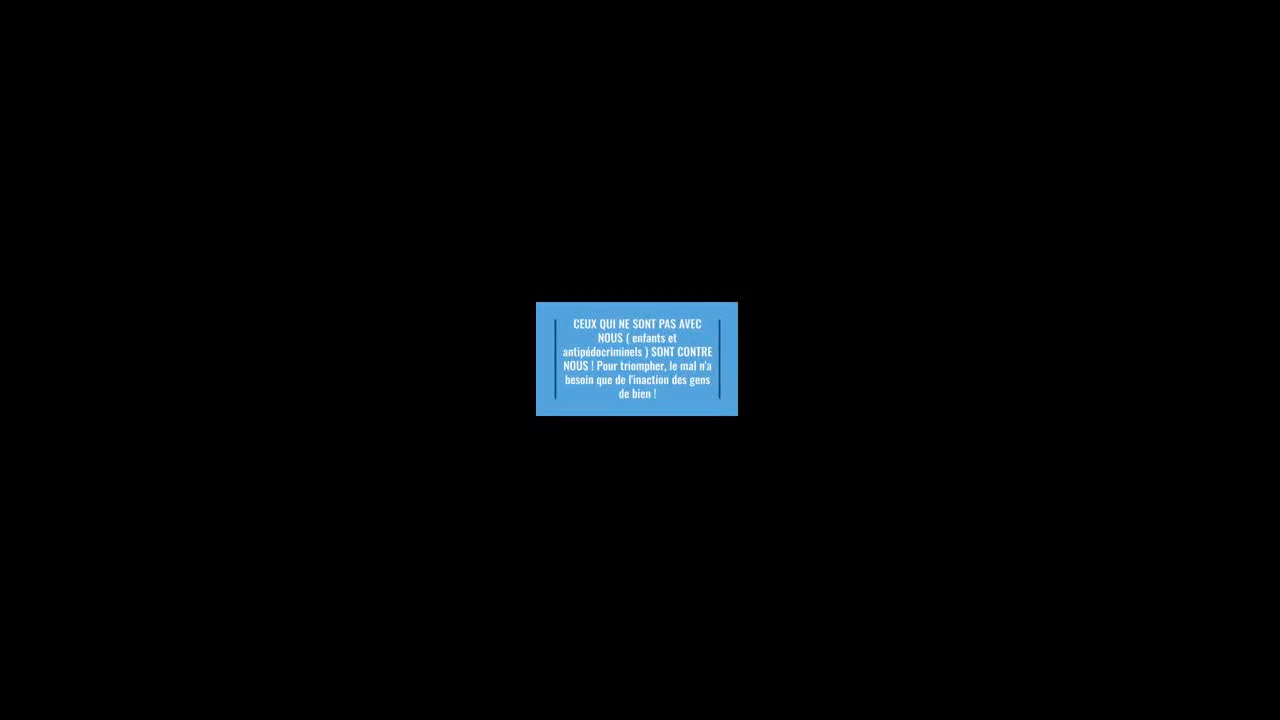 CEUX QUI NE SONT PAS AVEC
NOUS ( enfants et
antipédocriminels ) SONT CONTRE
NOUS ! Pour triompher, le mal n'a
besoin que de l'inaction des gens
de bien !